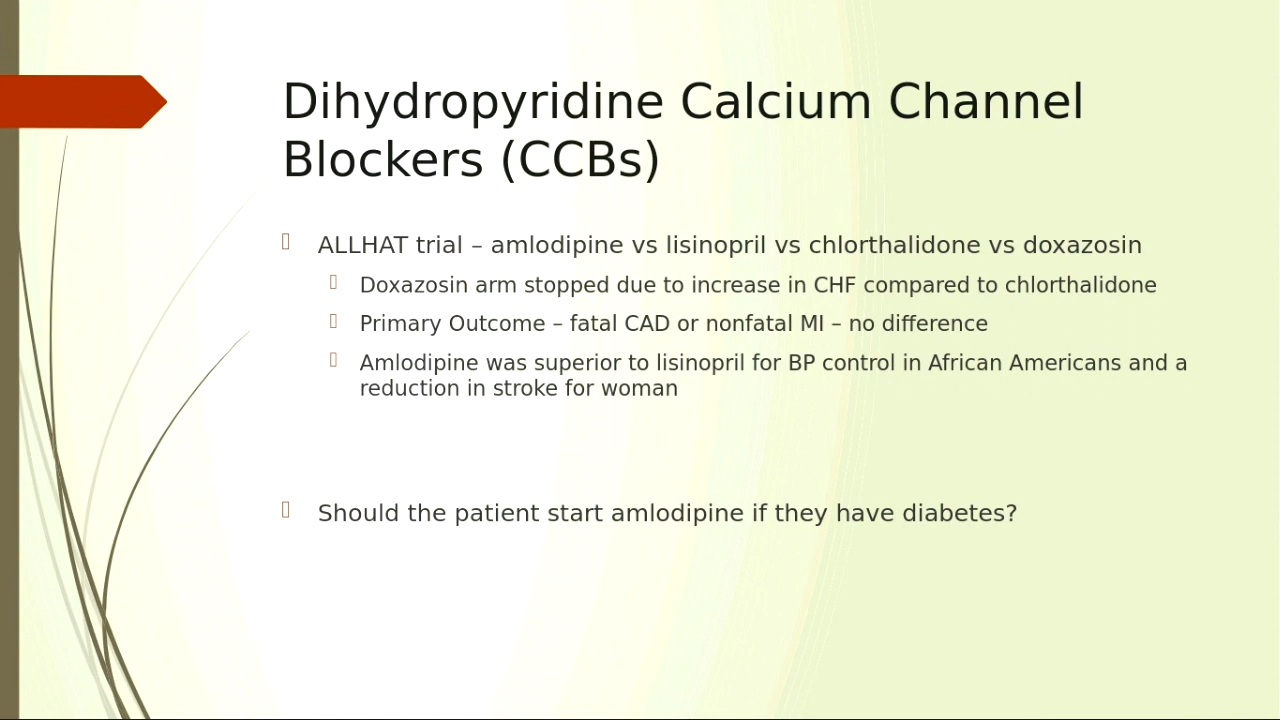 Dihydropyridine Calcium Channel
Blockers (CCBs)
ALLHAT trial – amlodipine vs lisinopril vs chlorthalidone vs doxazosin
Doxazosin arm stopped due to increase in CHF compared to chlorthalidone
Primary Outcome – fatal CAD or nonfatal MI – no difference
Amlodipine was superior to lisinopril for BP control in African Americans and a
reduction in stroke for woman
Should the patient start amlodipine if they have diabetes?